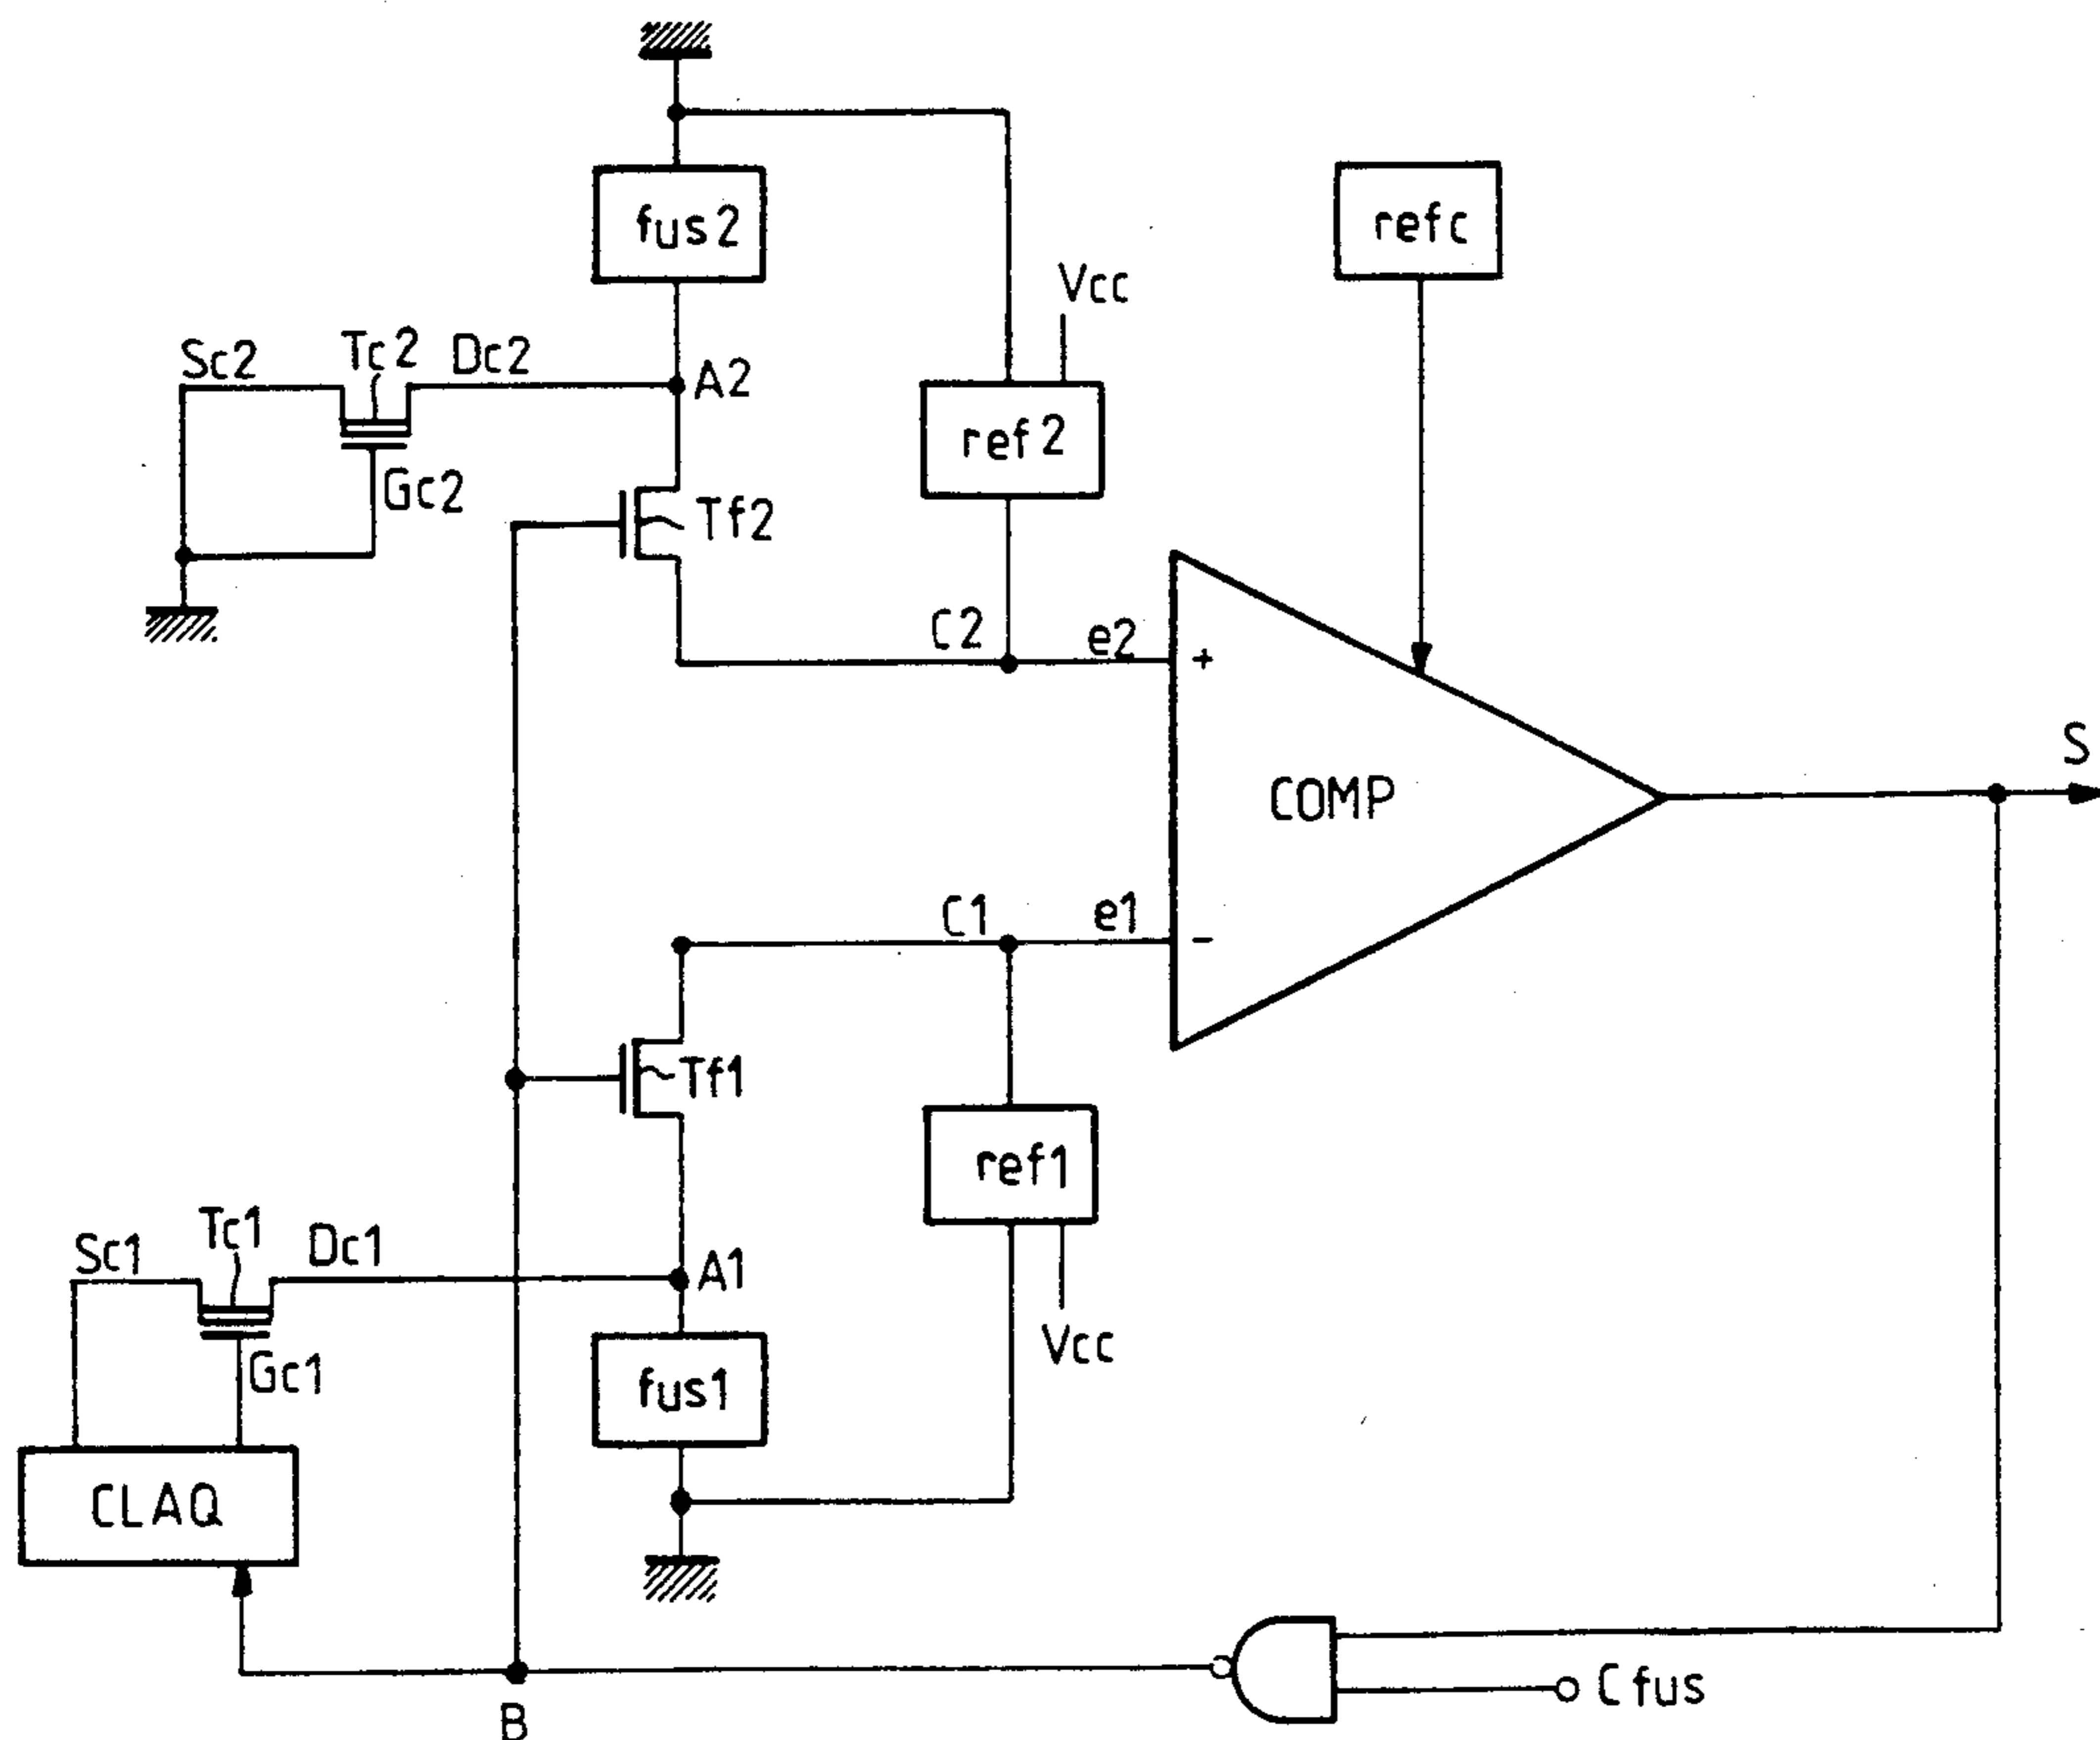 fus2
refc
Vcc
Sc2
Tc2
Dc2
A2
ref2
Gc2
Tf2
C2
e2
+
S
COMP
C1
e1
-
Tf1
ref1
Sc1
Tc1
Dc1
A1
Vcc
Gc1
fus1
CLAQ
Cfus
B